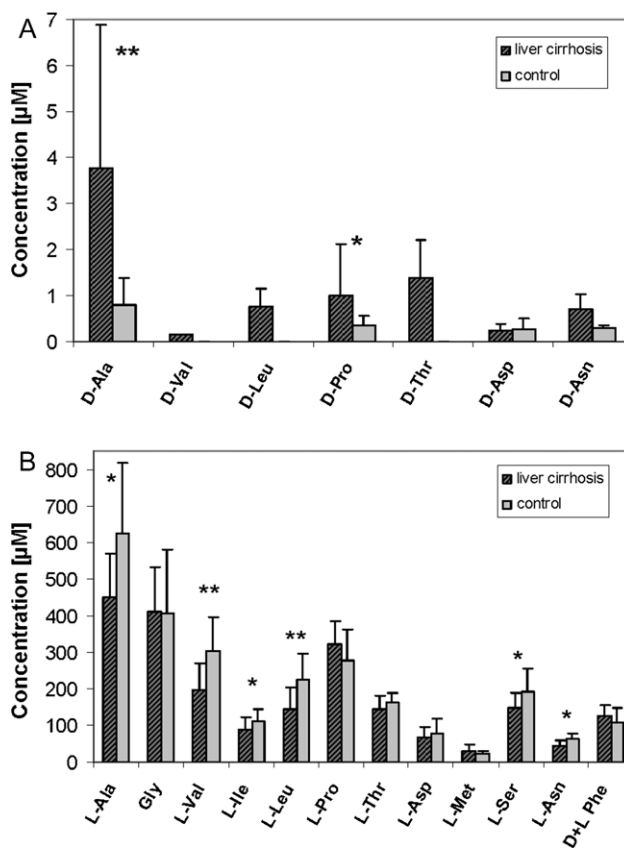 A
Concentration [µM]
7
6
5
4
3
2
1
0
**
*
liver cirrhosis
control
D-Ala
D-Val
D-Leu
D-Pro
D-Thr
D-Asp
D-Asn
B
Concentration [µM]
800
700
600
500
400
300
200
100
0
*
**
*
**
*
*
liver cirrhosis
control
L-Ala
Gly
L-Val
L-Ile
L-Leu
L-Pro
L-Thr
L-Asp
L-Met
L-Ser
L-Asn
D+L Phe